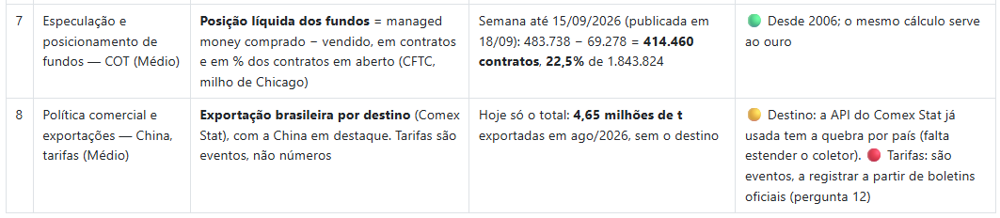 7
Especulação e
posicionamento de
fundos — COT (Médio)
Posição líquida dos fundos = managed
money comprado − vendido, em contratos
e em % dos contratos em aberto (CFTC,
milho de Chicago)
Semana até 15/09/2026 (publicada em
18/09): 483.738 − 69.278 = 414.460
contratos, 22,5% de 1.843.824
Desde 2006; o mesmo cálculo serve
ao ouro
8
Política comercial e
exportações — China,
tarifas (Médio)
Exportação brasileira por destino (Comex
Stat), com a China em destaque. Tarifas são
eventos, não números
Hoje só o total: 4,65 milhões de t
exportadas em ago/2026, sem o destino
Destino: a API do Comex Stat já
usada tem a quebra por país (falta
estender o coletor). Tarifas: são
eventos, a registrar a partir de boletins
oficiais (pergunta 12)